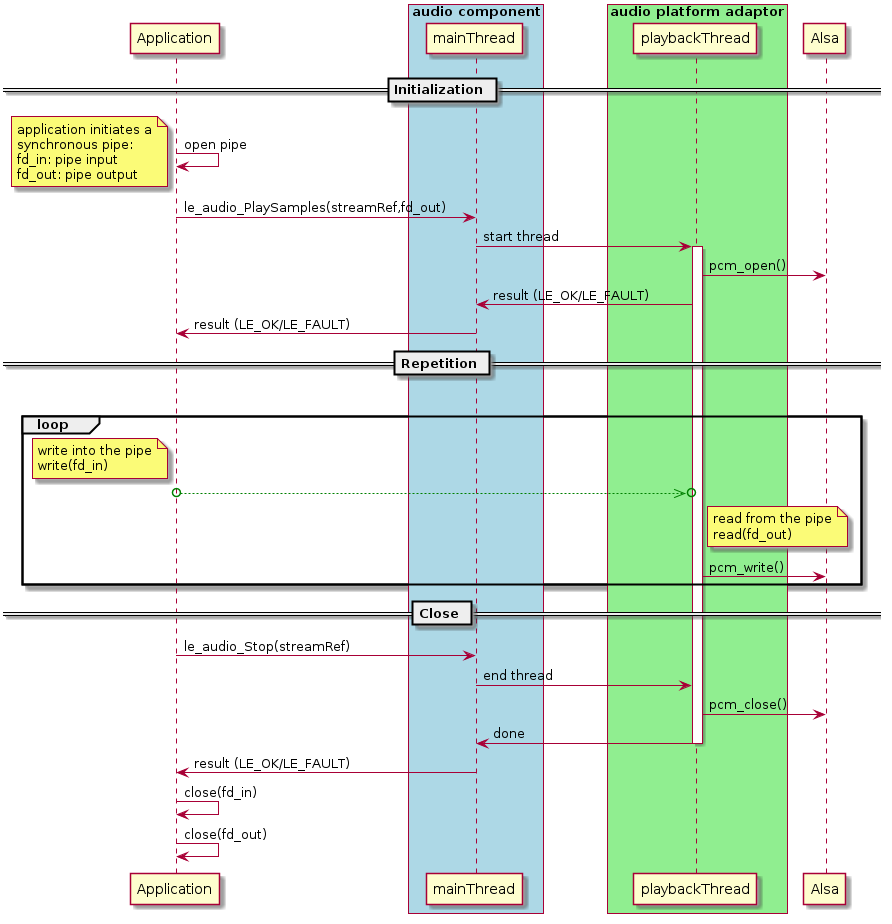 audio component
audio platform adaptor
Application
mainThread
playbackThread
Alsa
Initialization
application initiates a
synchronous pipe:
fd_in: pipe input
fd_out: pipe output
open pipe
le_audio_PlaySamples(streamRef,fd_out)
start thread
pcm_open()
result (LE_OK/LE_FAULT)
result (LE_OK/LE_FAULT)
Repetition
loop
write into the pipe
write(fd_in)
read from the pipe
read(fd_out)
pcm_write()
Close
le_audio_Stop(streamRef)
end thread
pcm_close()
done
result (LE_OK/LE_FAULT)
close(fd_in)
close(fd_out)
Application
mainThread
playbackThread
Alsa